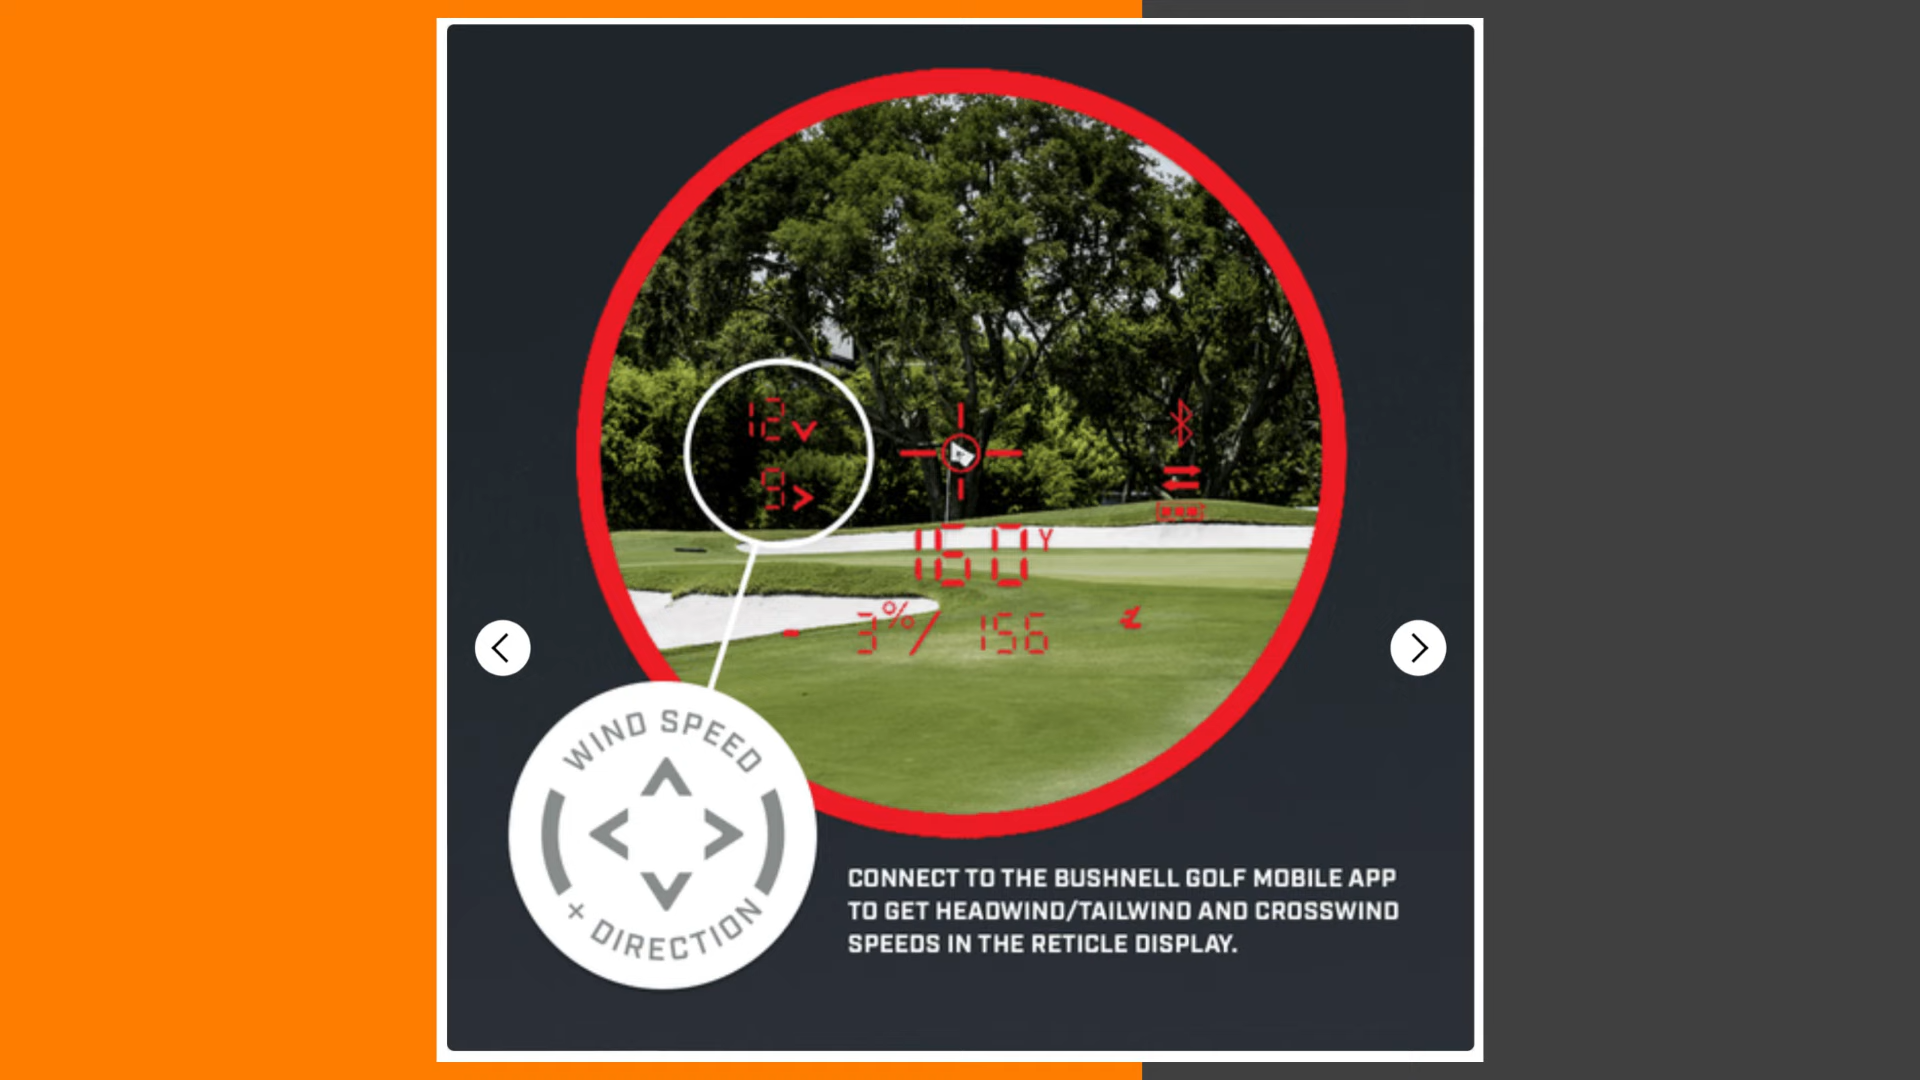 12
9
160Y
- 3% / 156
WIND SPEED
+ DIRECTION
CONNECT TO THE BUSHNELL GOLF MOBILE APP
TO GET HEADWIND/TAILWIND AND CROSSWIND
SPEEDS IN THE RETICLE DISPLAY.